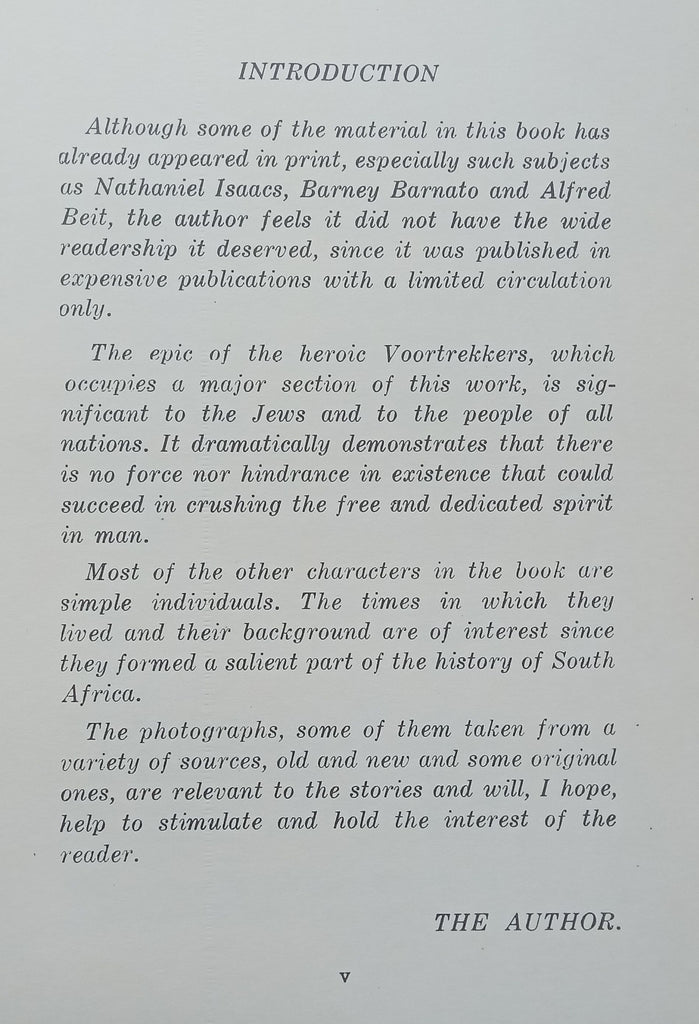 INTRODUCTION
Although some of the material in this book has
already appeared in print, especially such subjects
as Nathaniel Isaacs, Barney Barnato and Alfred
Beit, the author feels it did not have the wide
readership it deserved, since it was published in
expensive publications with a limited circulation
only.
The epic of the heroic Voortrekkers, which
occupies a major section of this work, is sig-
nificant to the Jews and to the people of all
nations. It dramatically demonstrates that there
is no force nor hindrance in existence that could
succeed in crushing the free and dedicated spirit
in man.
Most of the other characters in the book are
simple individuals. The times in which they
lived and their background are of interest since
they formed a salient part of the history of South
Africa.
The photographs, some of them taken from a
variety of sources, old and new and some original
ones, are relevant to the stories and will, I hope,
help to stimulate and hold the interest of the
reader.
THE AUTHOR.
v